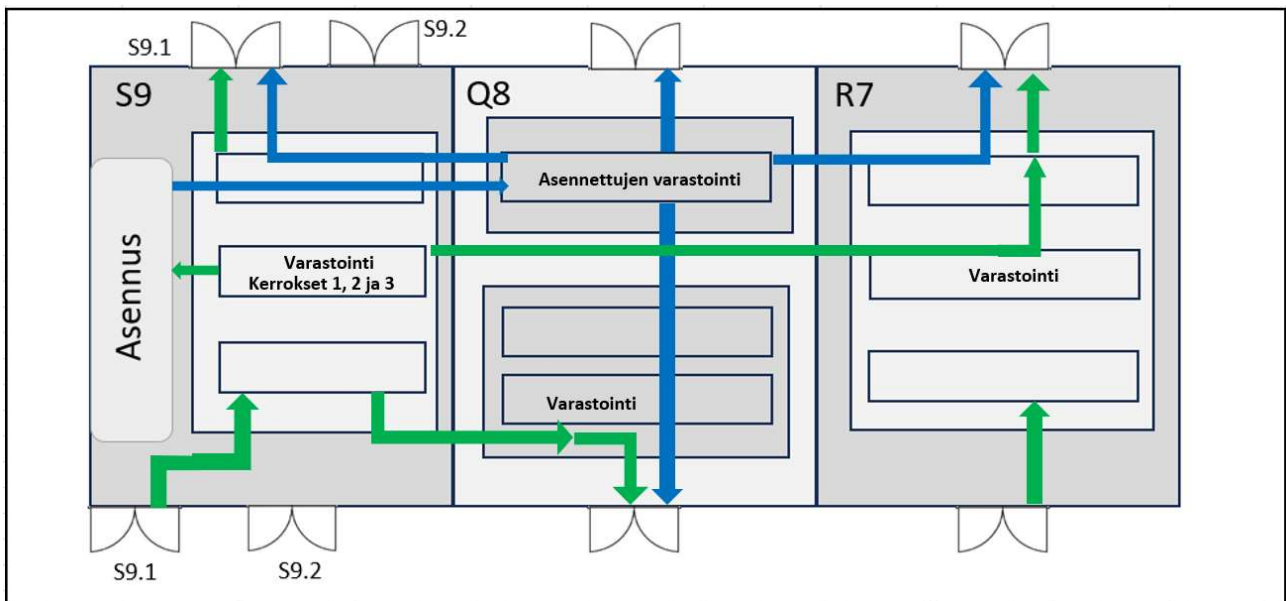 S9.1
S9.2
S9
Q8
R7
Asennettujen varastointi
Asennus
Varastointi
Kerrokset 1, 2 ja 3
Varastointi
Varastointi
S9.1
S9.2